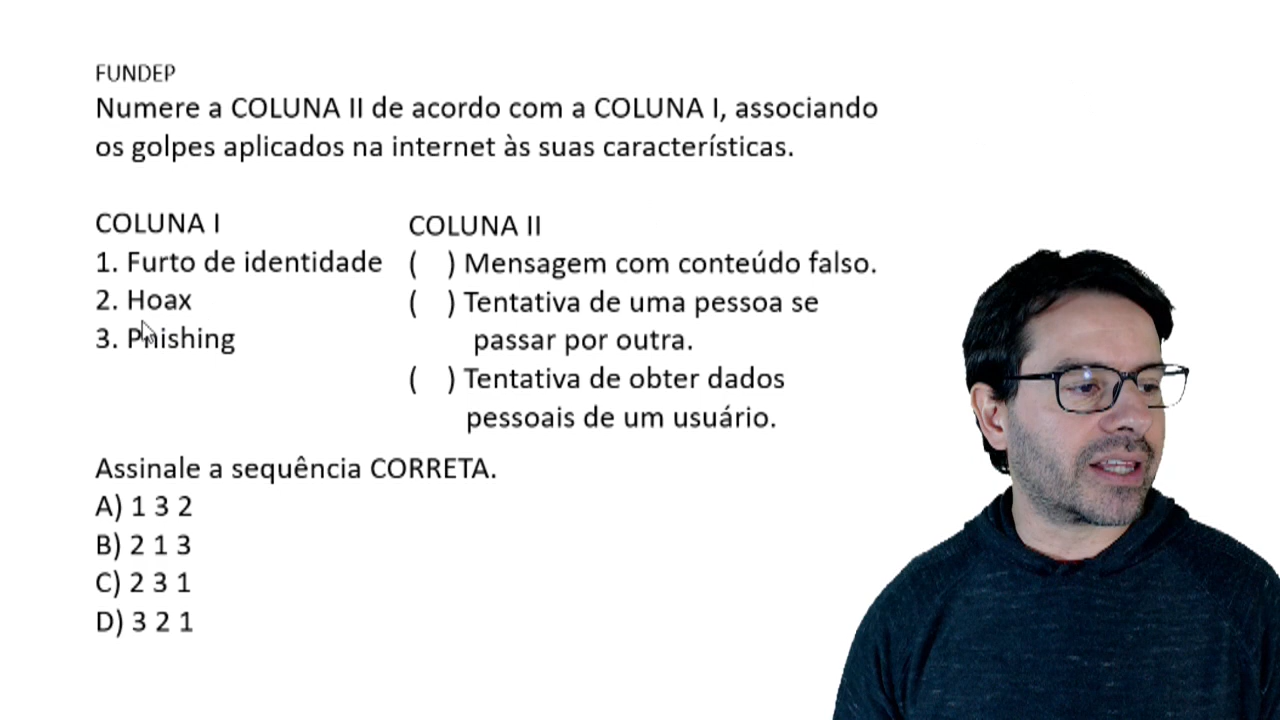 FUNDEP
Numere a COLUNA II de acordo com a COLUNA I, associando
os golpes aplicados na internet às suas características.
COLUNA I
1. Furto de identidade
2. Hoax
3. Phishing
COLUNA II
( ) Mensagem com conteúdo falso.
( ) Tentativa de uma pessoa se
passar por outra.
( ) Tentativa de obter dados
pessoais de um usuário.
Assinale a sequência CORRETA.
A) 1 3 2
B) 2 1 3
C) 2 3 1
D) 3 2 1